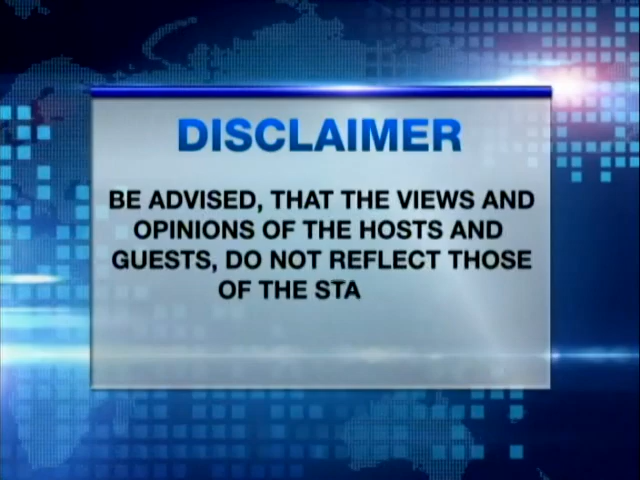 DISCLAIMER
BE ADVISED, THAT THE VIEWS AND
OPINIONS OF THE HOSTS AND
GUESTS, DO NOT REFLECT THOSE
OF THE STA